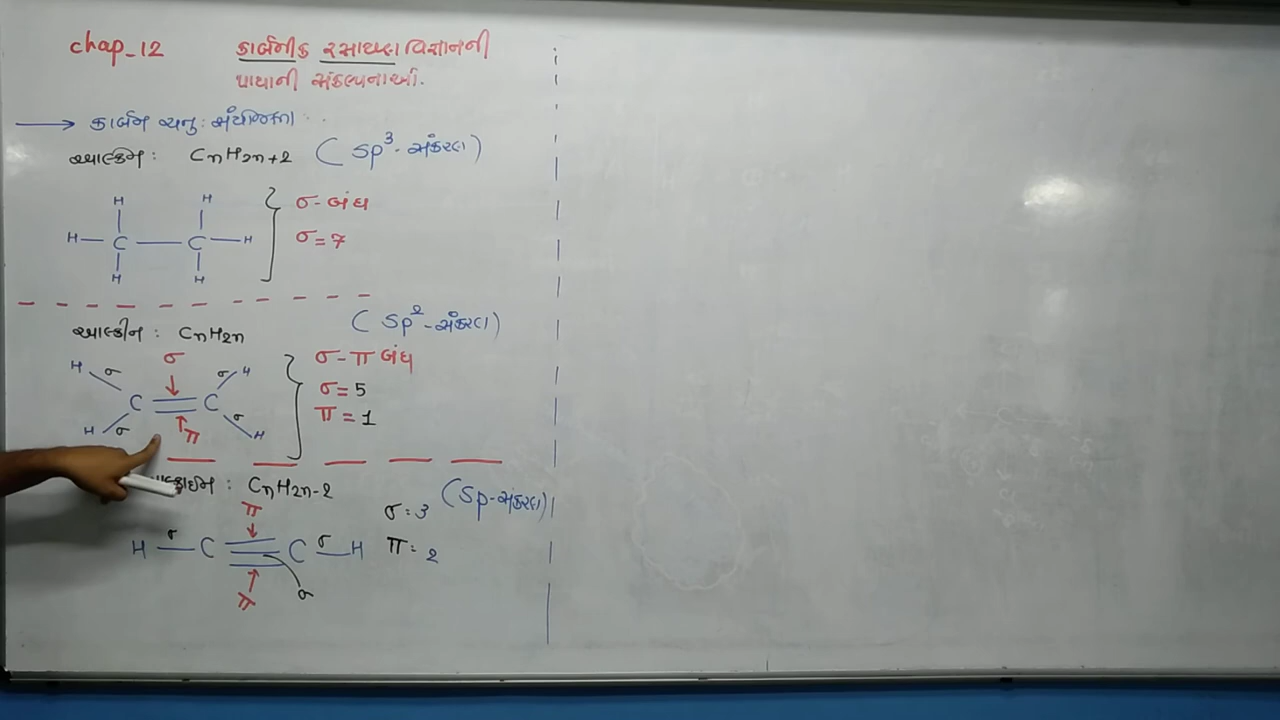 chap_12 કાર્બનીક રસાયણ વિજ્ઞાનની
પાયાની સંકલ્પનાઓ.
→ કાર્બન ચતુ: સંયોજકતા
આલ્કેન : CnH2n+2 (sp³-સંકરણ)
H H
H — C — C — H
H H
σ-બંધ
σ=7
આલ્કીન : CnH2n (sp²-સંકરણ)
σ
H σ σ H
C = C
H σ π σ H
σ-π બંધ
σ=5
π=1
: CnH2n-2 (sp-સંકરણ)
π
H σ C ≡ C σ H
π σ
σ:3
π:2